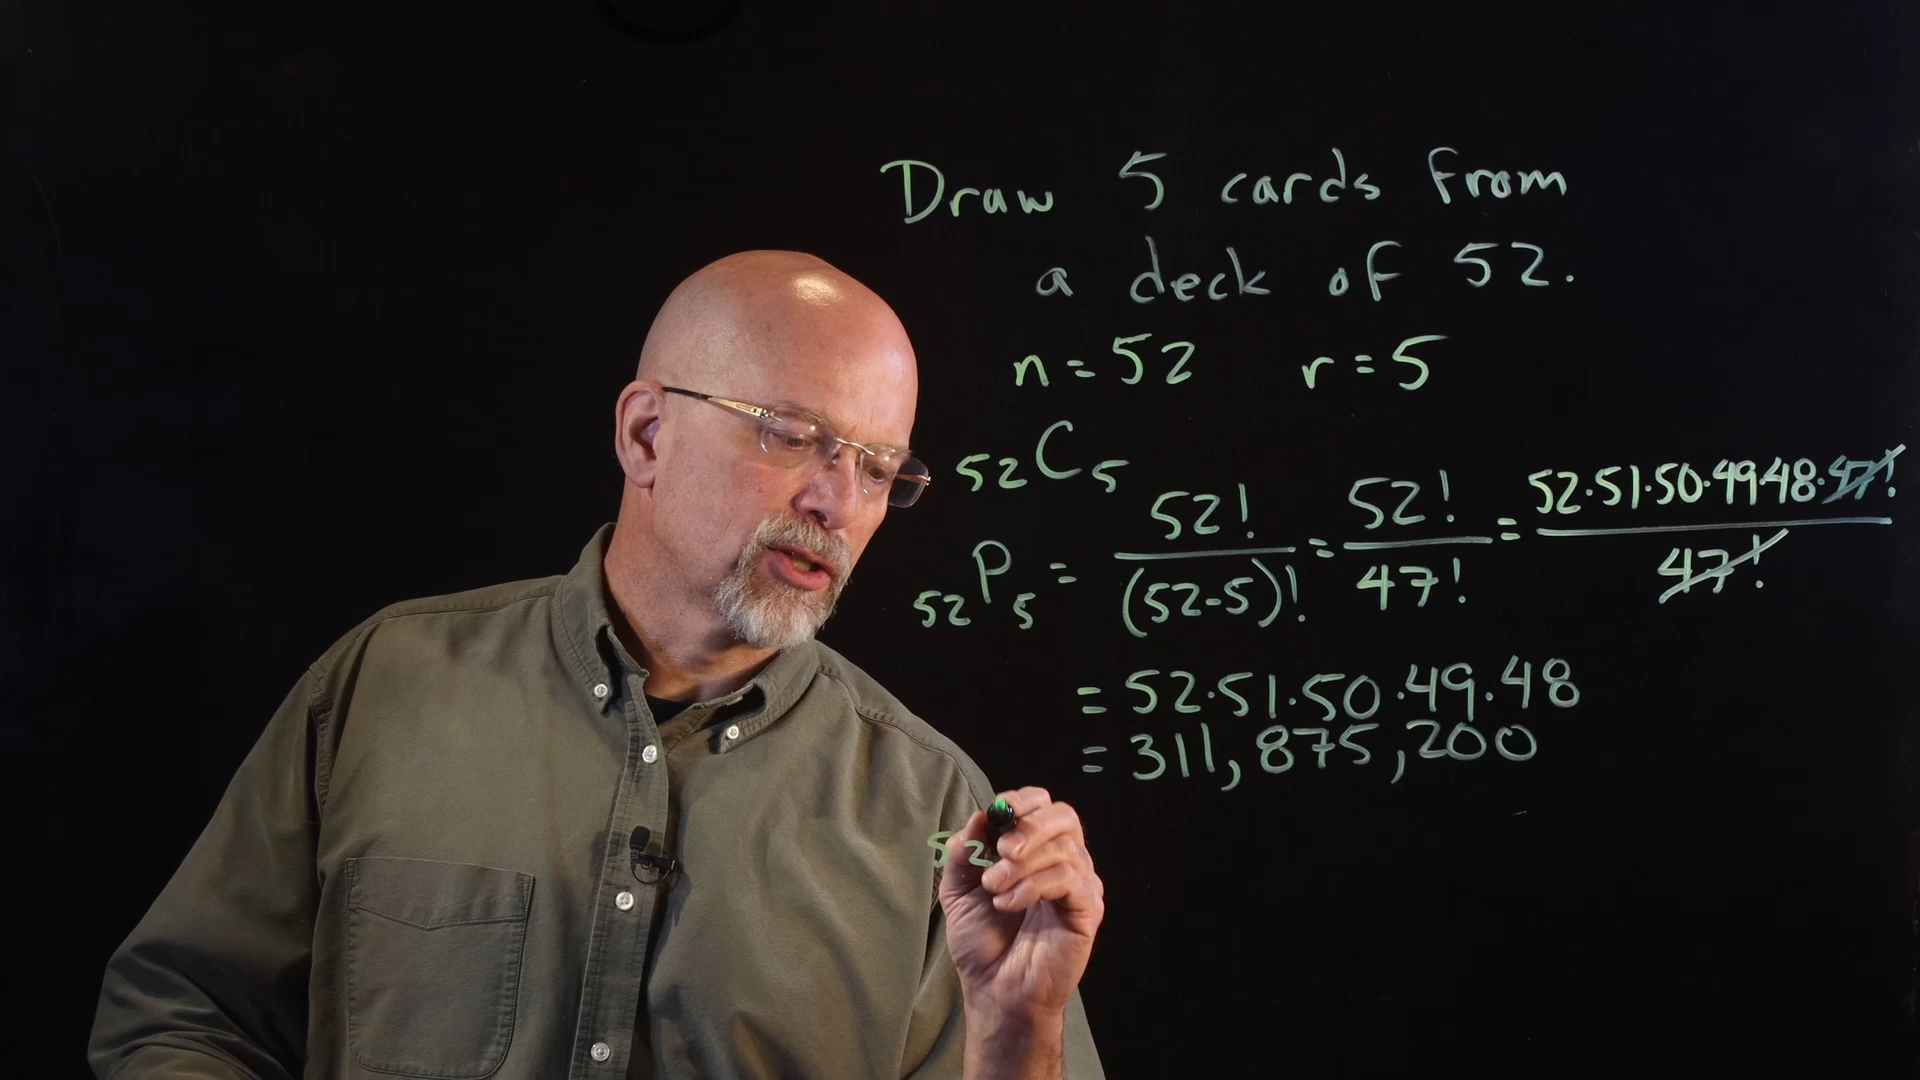 Draw 5 cards from
a deck of 52.
n=52 r=5
52C5
52P5 = 52!/(52-5)! = 52!/47! = 52·51·50·49·48·47!/47!
= 52·51·50·49·48
= 311,875,200
52